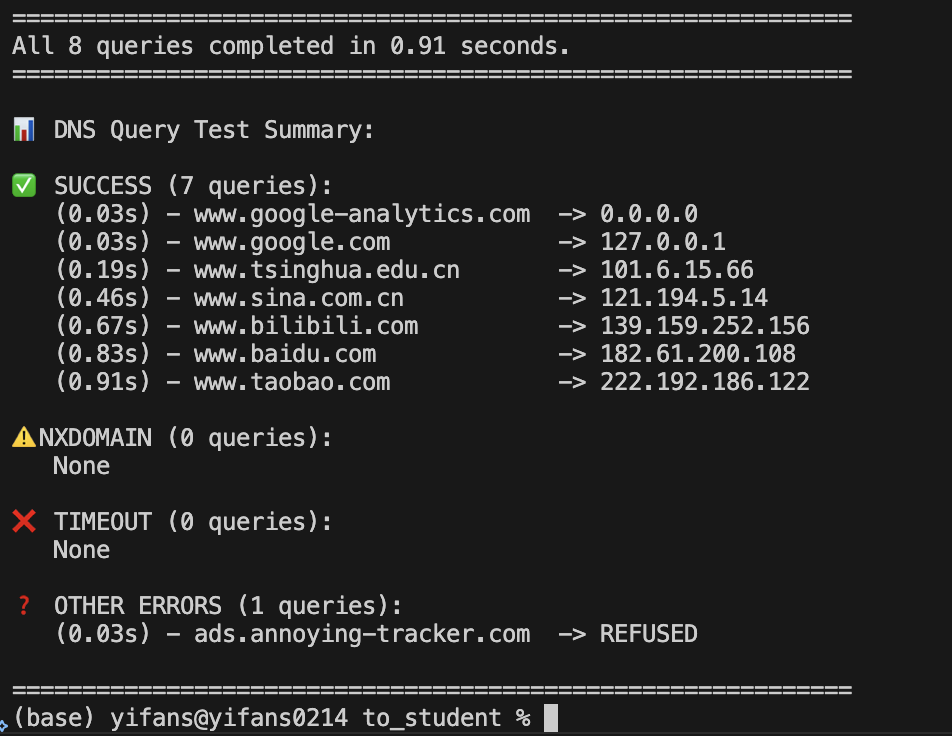 ============================================================
All 8 queries completed in 0.91 seconds.
============================================================
📊 DNS Query Test Summary:
✅ SUCCESS (7 queries):
(0.03s) - www.google-analytics.com -> 0.0.0.0
(0.03s) - www.google.com -> 127.0.0.1
(0.19s) - www.tsinghua.edu.cn -> 101.6.15.66
(0.46s) - www.sina.com.cn -> 121.194.5.14
(0.67s) - www.bilibili.com -> 139.159.252.156
(0.83s) - www.baidu.com -> 182.61.200.108
(0.91s) - www.taobao.com -> 222.192.186.122
⚠️NXDOMAIN (0 queries):
None
❌ TIMEOUT (0 queries):
None
❓ OTHER ERRORS (1 queries):
(0.03s) - ads.annoying-tracker.com -> REFUSED
============================================================
(base) yifans@yifans0214 to_student %